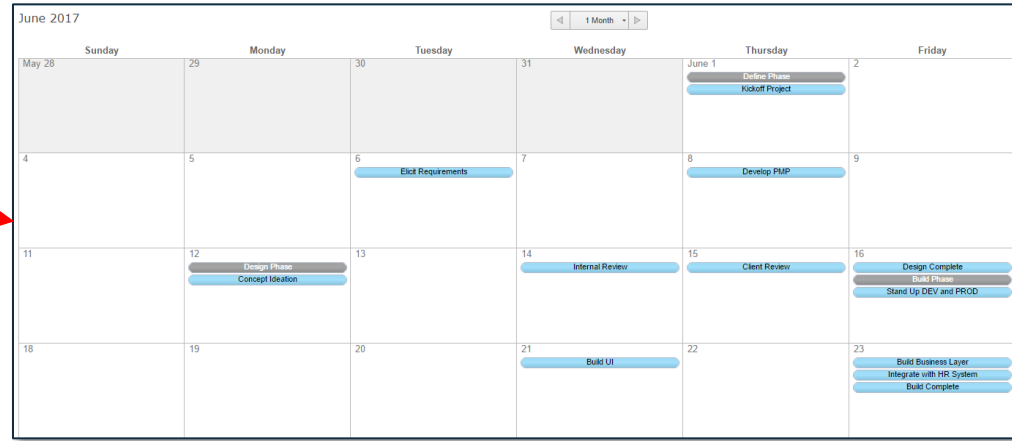 June 2017
1 Month
Sunday Monday Tuesday Wednesday Thursday Friday
May 28 29 30 31 June 1 2
Define Phase
Kickoff Project
4 5 6 7 8 9
Elicit Requirements Develop PMP
11 12 13 14 15 16
Design Phase Internal Review Client Review Design Complete
Concept Ideation Build Phase
Stand Up DEV and PROD
18 19 20 21 22 23
Build UI Build Business Layer
Integrate with HR System
Build Complete